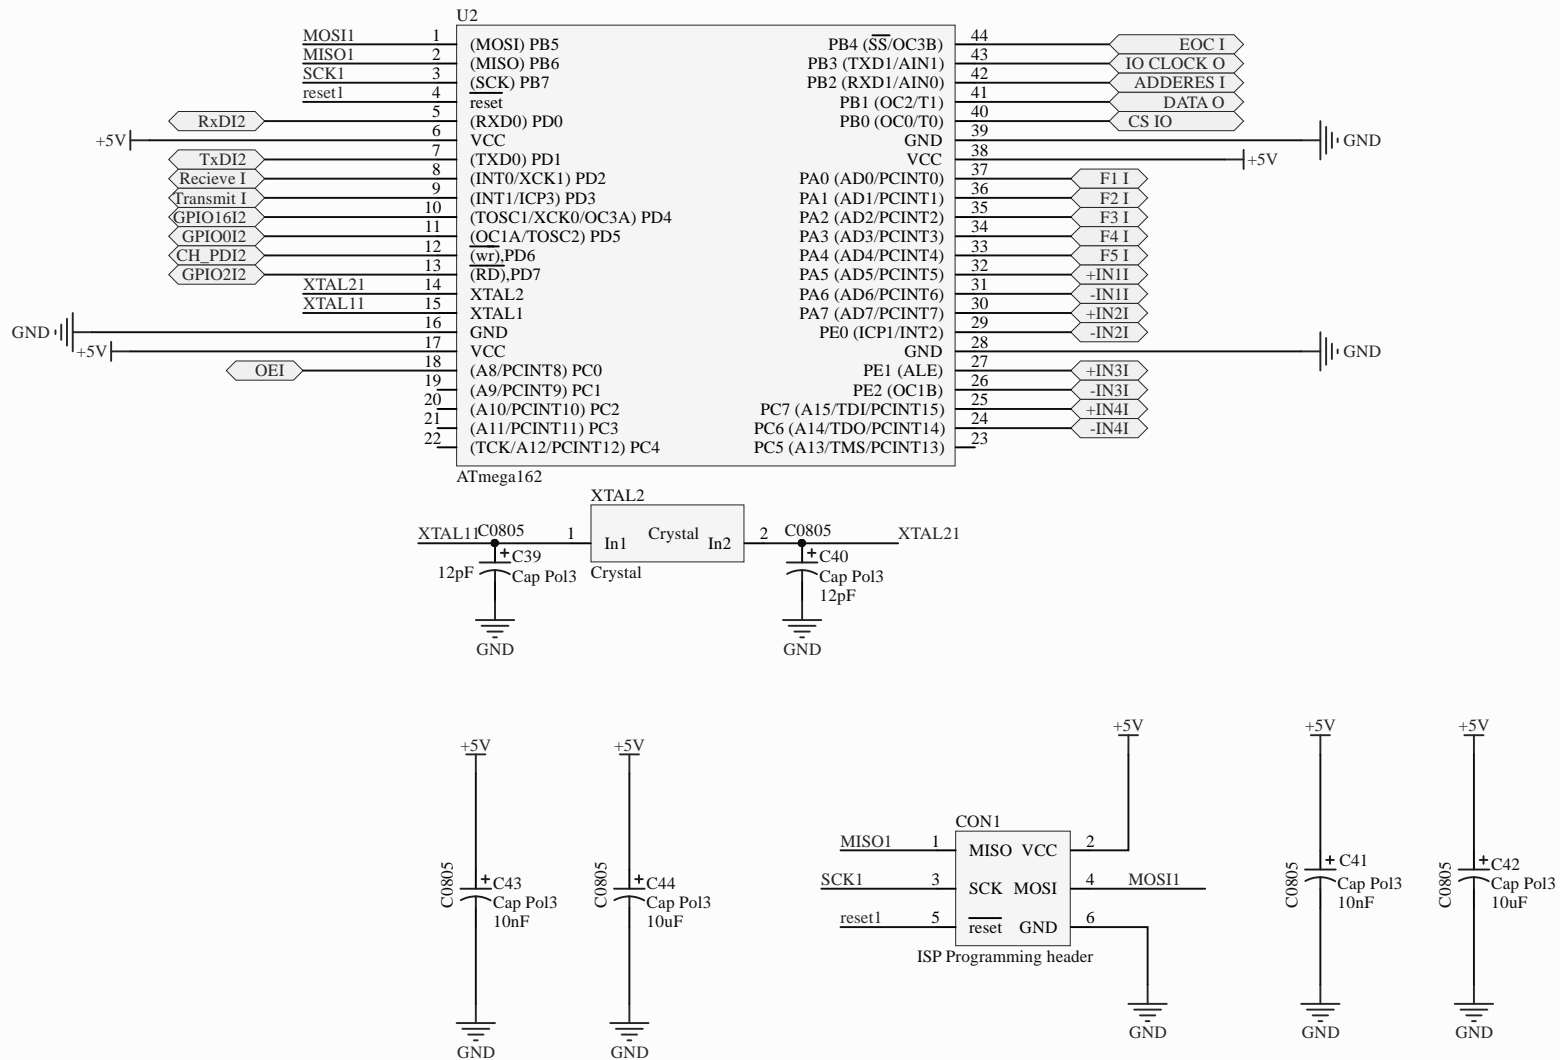 U2
MOSI1 1 (MOSI) PB5 PB4 (SS/OC3B) 44 EOC I
MISO1 2 (MISO) PB6 PB3 (TXD1/AIN1) 43 IO CLOCK O
SCK1 3 (SCK) PB7 PB2 (RXD1/AIN0) 42 ADDERES I
reset1 4 reset PB1 (OC2/T1) 41 DATA O
RxDI2 5 (RXD0) PD0 PB0 (OC0/T0) 40 CS IO
+5V 6 VCC GND 39 GND
TxDI2 7 (TXD0) PD1 VCC 38 +5V
Recieve I 8 (INT0/XCK1) PD2 PA0 (AD0/PCINT0) 37 F1 I
Transmit I 9 (INT1/ICP3) PD3 PA1 (AD1/PCINT1) 36 F2 I
GPIO16I2 10 (TOSC1/XCK0/OC3A) PD4 PA2 (AD2/PCINT2) 35 F3 I
GPIO0I2 11 (OC1A/TOSC2) PD5 PA3 (AD3/PCINT3) 34 F4 I
CH_PDI2 12 (wr),PD6 PA4 (AD4/PCINT4) 33 F5 I
GPIO2I2 13 (RD),PD7 PA5 (AD5/PCINT5) 32 +IN1I
XTAL21 14 XTAL2 PA6 (AD6/PCINT6) 31 -IN1I
XTAL11 15 XTAL1 PA7 (AD7/PCINT7) 30 +IN2I
GND 16 GND PE0 (ICP1/INT2) 29 -IN2I
+5V 17 VCC GND 28 GND
OEI 18 (A8/PCINT8) PC0 PE1 (ALE) 27 +IN3I
19 (A9/PCINT9) PC1 PE2 (OC1B) 26 -IN3I
20 (A10/PCINT10) PC2 PC7 (A15/TDI/PCINT15) 25 +IN4I
21 (A11/PCINT11) PC3 PC6 (A14/TDO/PCINT14) 24 -IN4I
22 (TCK/A12/PCINT12) PC4 PC5 (A13/TMS/PCINT13) 23
ATmega162
XTAL2
XTAL11 C0805 1 In1 Crystal In2 2 C0805 XTAL21
+ C39 + C40
12pF Cap Pol3 Crystal Cap Pol3
12pF
GND GND
+5V +5V +5V +5V +5V
CON1
MISO1 1 MISO VCC 2
SCK1 3 SCK MOSI 4 MOSI1
reset1 5 reset GND 6
ISP Programming header
C0805 + C43
Cap Pol3
10nF
C0805 + C44
Cap Pol3
10uF
C0805 + C41
Cap Pol3
10nF
C0805 + C42
Cap Pol3
10uF
GND GND GND GND GND